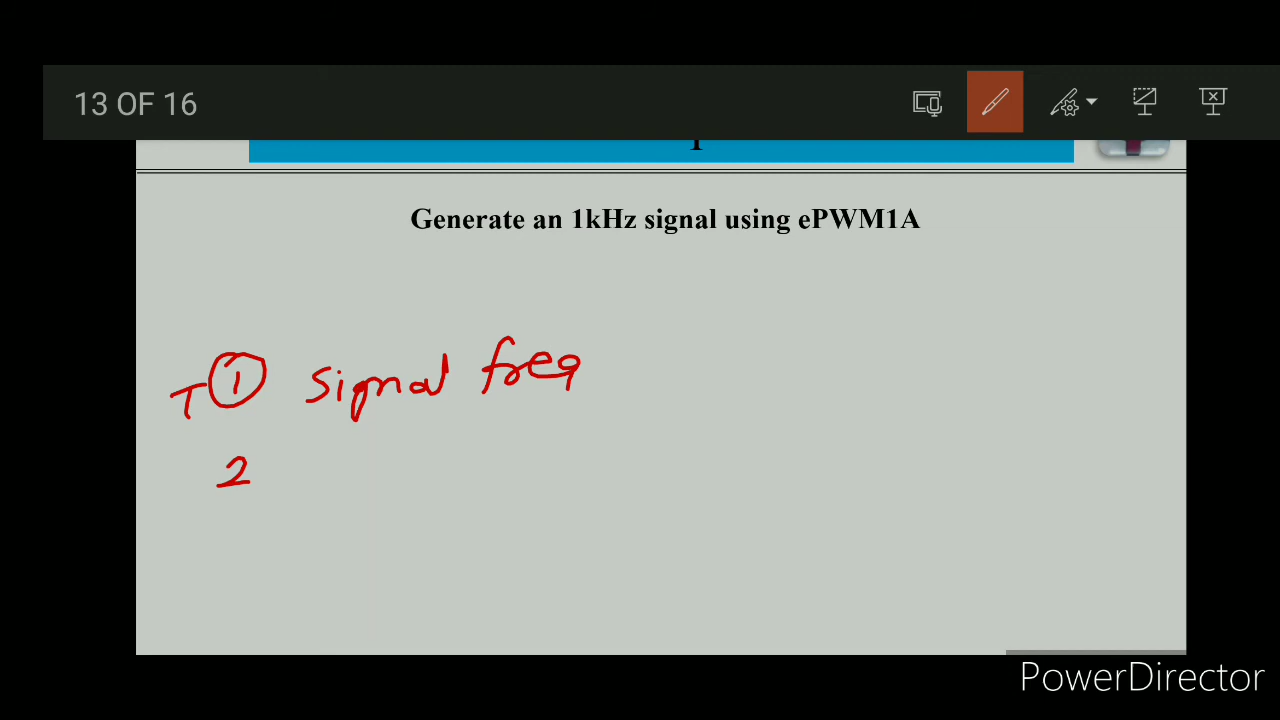 13 OF 16
Generate an 1kHz signal using ePWM1A
T 1 signal freq
2
PowerDirector